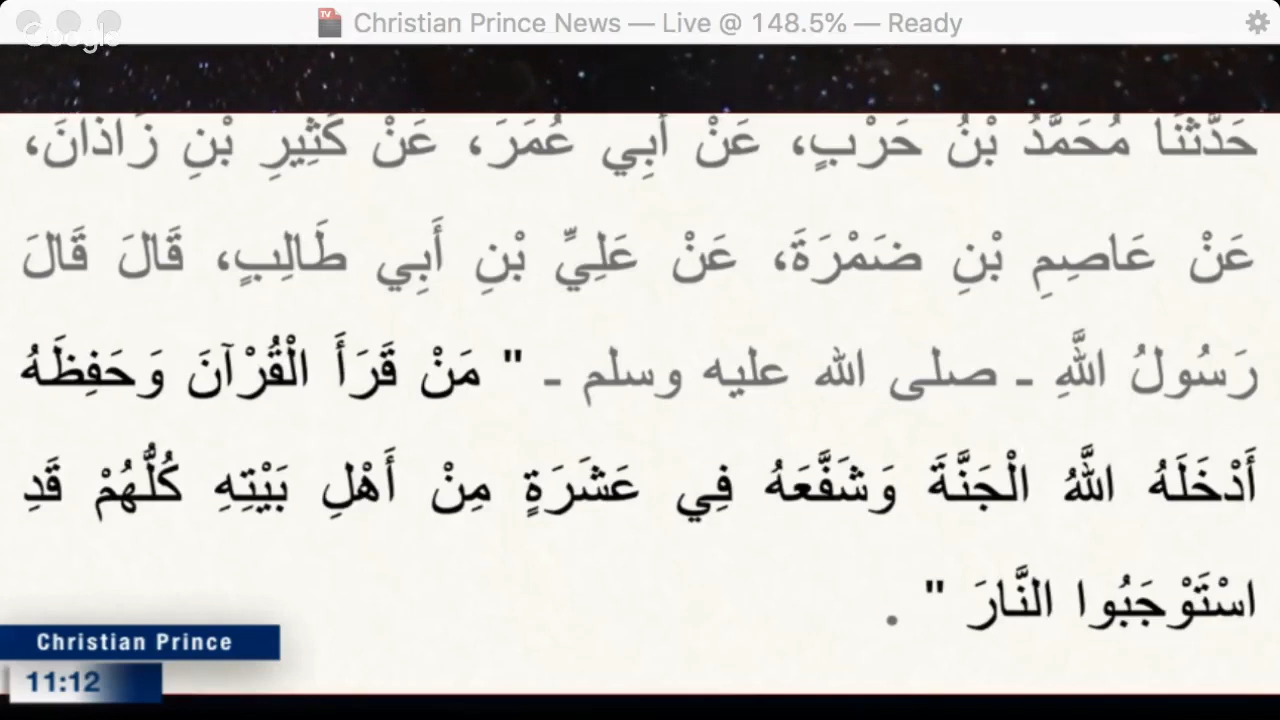 Christian Prince News — Live @ 148.5% — Ready
Google
حَدَّثَنَا مُحَمَّدُ بْنُ حَرْبٍ، عَنْ أَبِي عُمَرَ، عَنْ كَثِيرِ بْنِ زَاذَانَ،
عَنْ عَاصِمِ بْنِ ضَمْرَةَ، عَنْ عَلِيِّ بْنِ أَبِي طَالِبٍ، قَالَ قَالَ
رَسُولُ اللَّهِ ـ صلى الله عليه وسلم ـ " مَنْ قَرَأَ الْقُرْآنَ وَحَفِظَهُ
أَدْخَلَهُ اللَّهُ الْجَنَّةَ وَشَفَّعَهُ فِي عَشَرَةٍ مِنْ أَهْلِ بَيْتِهِ كُلُّهُمْ قَدِ
اسْتَوْجَبُوا النَّارَ " .
Christian Prince
11:12